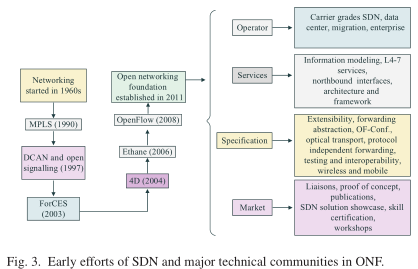 Networking
started in 1960s
MPLS (1990)
DCAN and open
signalling (1997)
ForCES
(2003)
4D (2004)
Ethane (2006)
OpenFlow (2008)
Open networking
foundation
established in 2011
Operator
Carrier grades SDN, data
center, migration, enterprise
Services
Information modeling, L4-7
services,
northbound interfaces,
architecture and
framework
Specification
Extensibility, forwarding
abstraction, OF-Conf.,
optical transport, protocol
independent forwarding,
testing and interoperability,
wireless and mobile
Market
Liaisons, proof of concept,
publications,
SDN solution showcase, skill
certification,
workshops
Fig. 3. Early efforts of SDN and major technical communities in ONF.